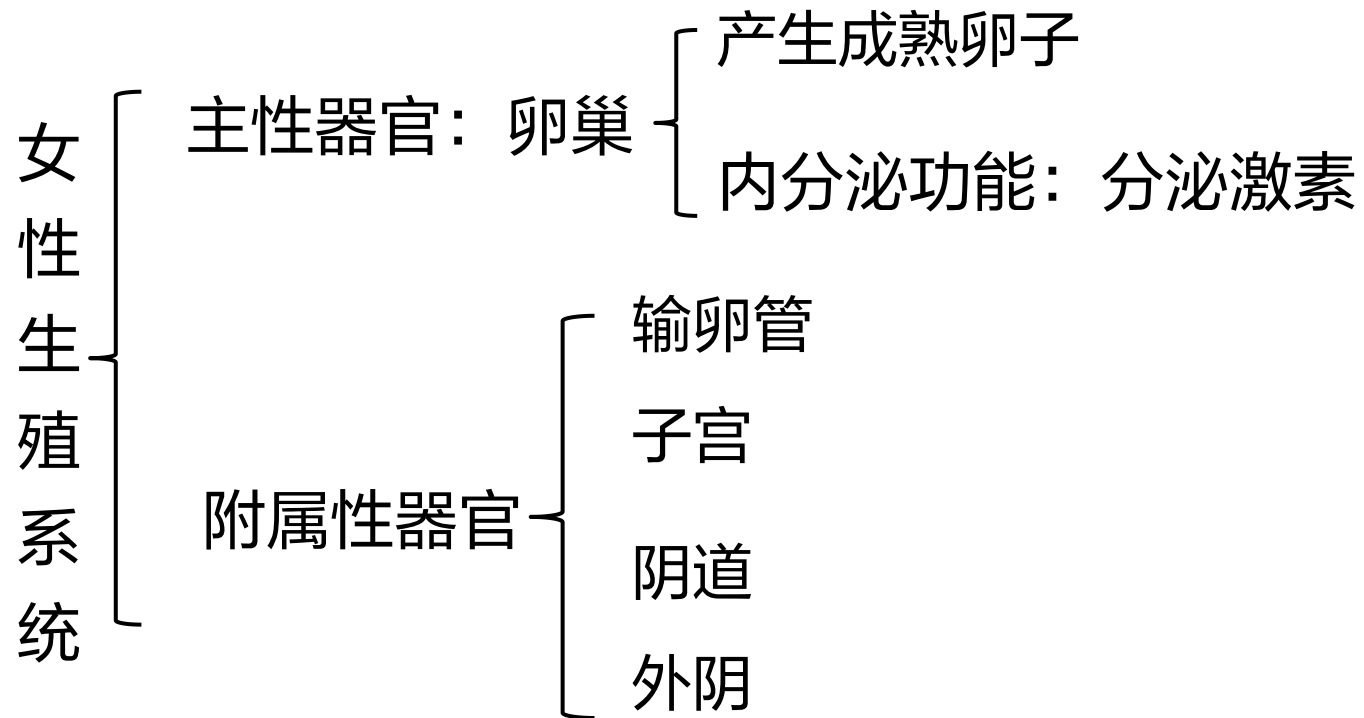 女性生殖系统
主性器官：卵巢
产生成熟卵子
内分泌功能：分泌激素
附属性器官
输卵管
子宫
阴道
外阴